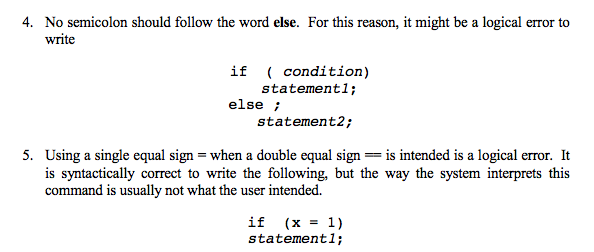 4. No semicolon should follow the word else. For this reason, it might be a logical error to
write
if ( condition)
statement1;
else ;
statement2;
5. Using a single equal sign = when a double equal sign == is intended is a logical error. It
is syntactically correct to write the following, but the way the system interprets this
command is usually not what the user intended.
if (x = 1)
statement1;